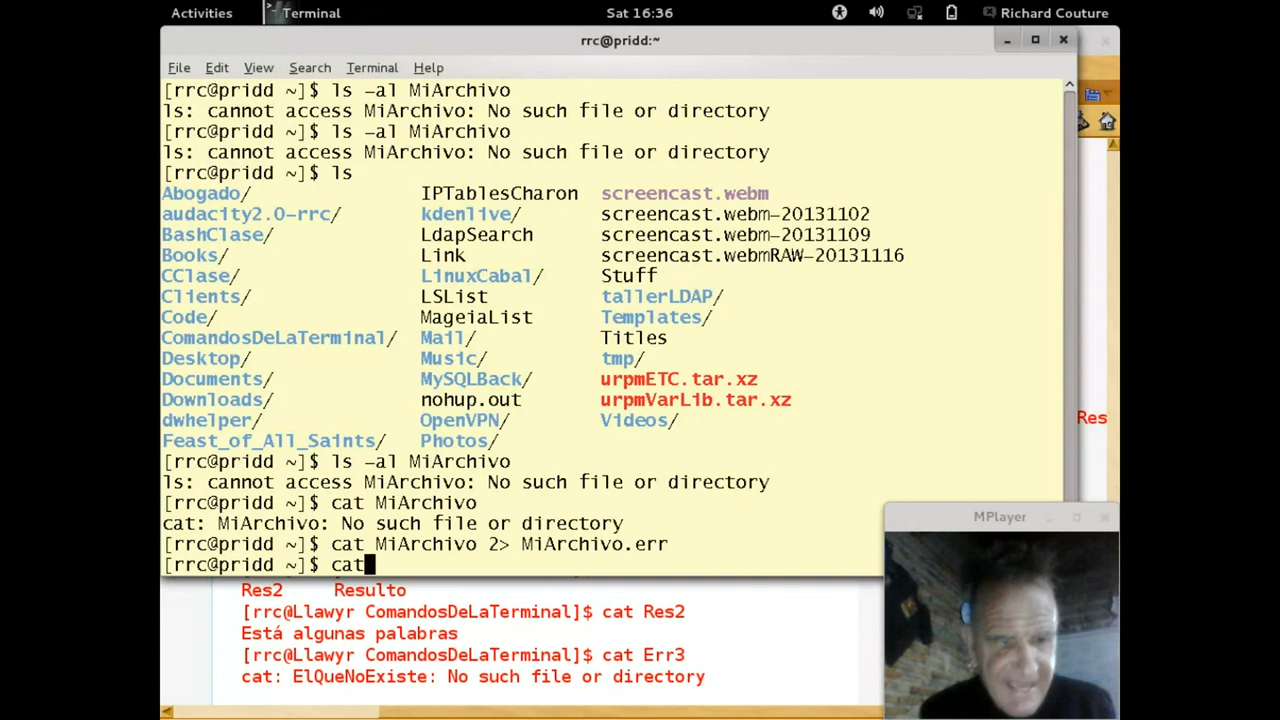 Activities Terminal Sat 16:36 Richard Couture
rrc@pridd:~
File Edit View Search Terminal Help
[rrc@pridd ~]$ ls -al MiArchivo
ls: cannot access MiArchivo: No such file or directory
[rrc@pridd ~]$ ls -al MiArchivo
ls: cannot access MiArchivo: No such file or directory
[rrc@pridd ~]$ ls
Abogado/ IPTablesCharon screencast.webm
audacity2.0-rrc/ kdenlive/ screencast.webm-20131102
BashClase/ LdapSearch screencast.webm-20131109
Books/ Link screencast.webmRAW-20131116
CClase/ LinuxCabal/ Stuff
Clients/ LSList tallerLDAP/
Code/ MageiaList Templates/
ComandosDeLaTerminal/ Mail/ Titles
Desktop/ Music/ tmp/
Documents/ MySQLBack/ urpmETC.tar.xz
Downloads/ nohup.out urpmVarLib.tar.xz
dwhelper/ OpenVPN/ Videos/
Feast_of_All_Saints/ Photos/
[rrc@pridd ~]$ ls -al MiArchivo
ls: cannot access MiArchivo: No such file or directory
[rrc@pridd ~]$ cat MiArchivo
cat: MiArchivo: No such file or directory
[rrc@pridd ~]$ cat MiArchivo 2> MiArchivo.err
[rrc@pridd ~]$ cat
Res
MPlayer
Res2 Resulto
[rrc@Llawyr ComandosDeLaTerminal]$ cat Res2
Está algunas palabras
[rrc@Llawyr ComandosDeLaTerminal]$ cat Err3
cat: ElQueNoExiste: No such file or directory